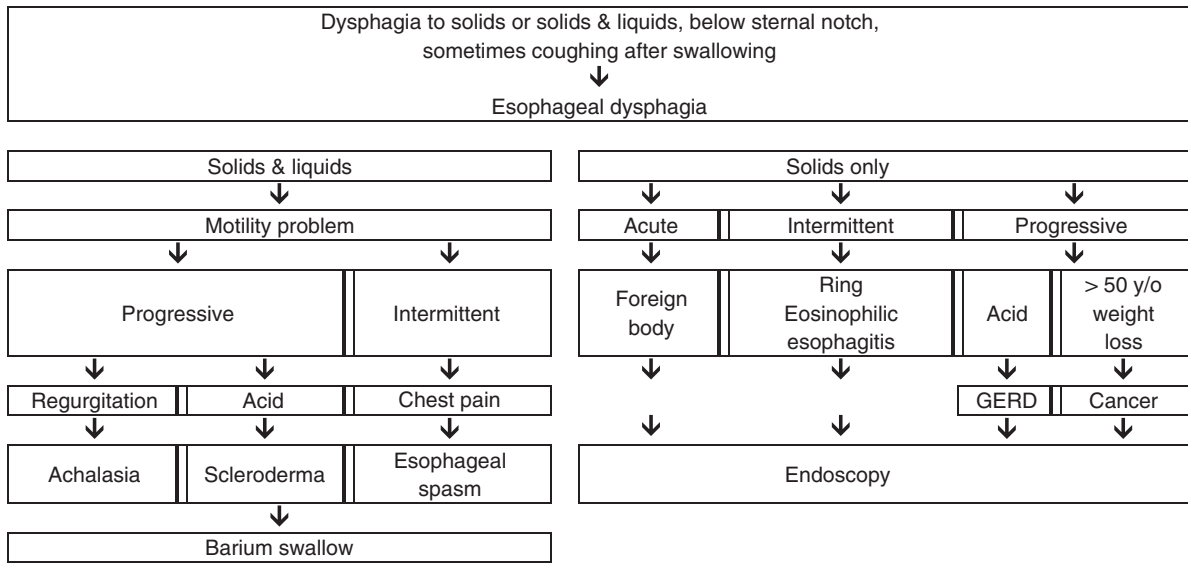 Dysphagia to solids or solids & liquids, below sternal notch,
sometimes coughing after swallowing
Esophageal dysphagia
Solids & liquids
Motility problem
Progressive
Intermittent
Regurgitation
Acid
Chest pain
Achalasia
Scleroderma
Esophageal
spasm
Barium swallow
Solids only
Acute
Intermittent
Progressive
Foreign
body
Ring
Eosinophilic
esophagitis
Acid
> 50 y/o
weight
loss
GERD
Cancer
Endoscopy